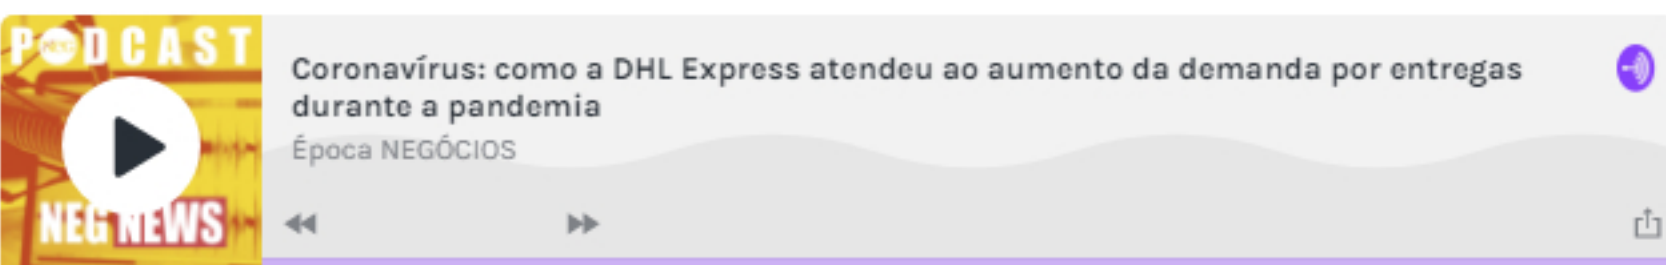 PODCAST
NEG NEWS
Coronavírus: como a DHL Express atendeu ao aumento da demanda por entregas
durante a pandemia
Época NEGÓCIOS